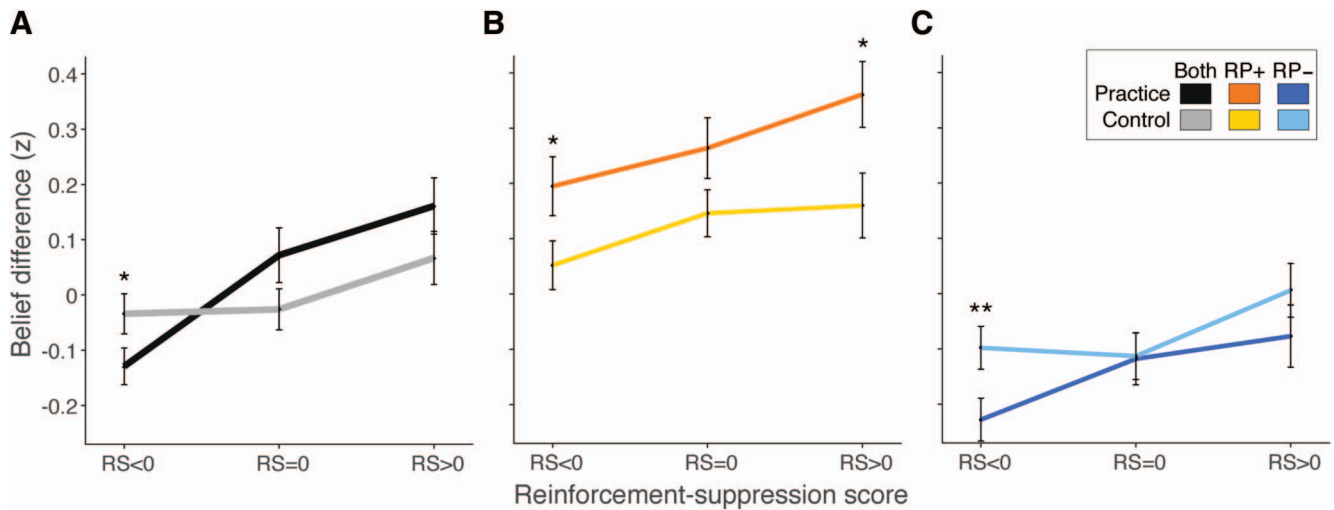 A
B
C
Both RP+ RP−
Practice
Control
*
*
*
**
0.4
0.3
0.2
0.1
0
-0.1
-0.2
Belief difference (z)
RS<0 RS=0 RS>0
RS<0 RS=0 RS>0
RS<0 RS=0 RS>0
Reinforcement-suppression score